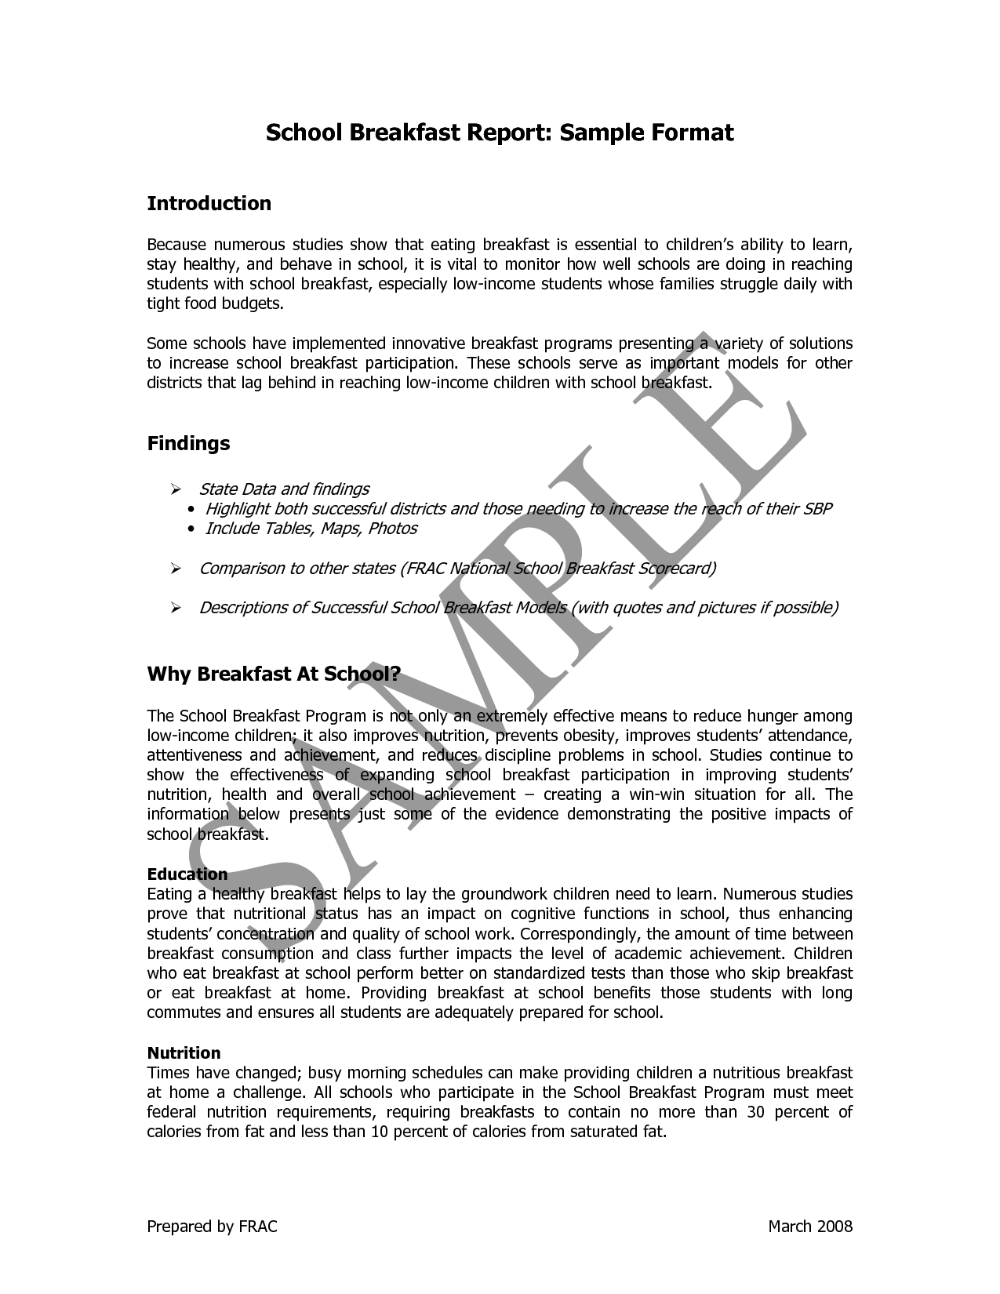 School Breakfast Report: Sample Format
Introduction
Because numerous studies show that eating breakfast is essential to children’s ability to learn,
stay healthy, and behave in school, it is vital to monitor how well schools are doing in reaching
students with school breakfast, especially low-income students whose families struggle daily with
tight food budgets.
Some schools have implemented innovative breakfast programs presenting a variety of solutions
to increase school breakfast participation. These schools serve as important models for other
districts that lag behind in reaching low-income children with school breakfast.
Findings
➢ State Data and findings
• Highlight both successful districts and those needing to increase the reach of their SBP
• Include Tables, Maps, Photos
➢ Comparison to other states (FRAC National School Breakfast Scorecard)
➢ Descriptions of Successful School Breakfast Models (with quotes and pictures if possible)
Why Breakfast At School?
The School Breakfast Program is not only an extremely effective means to reduce hunger among
low-income children; it also improves nutrition, prevents obesity, improves students’ attendance,
attentiveness and achievement, and reduces discipline problems in school. Studies continue to
show the effectiveness of expanding school breakfast participation in improving students’
nutrition, health and overall school achievement – creating a win-win situation for all. The
information below presents just some of the evidence demonstrating the positive impacts of
school breakfast.
Education
Eating a healthy breakfast helps to lay the groundwork children need to learn. Numerous studies
prove that nutritional status has an impact on cognitive functions in school, thus enhancing
students’ concentration and quality of school work. Correspondingly, the amount of time between
breakfast consumption and class further impacts the level of academic achievement. Children
who eat breakfast at school perform better on standardized tests than those who skip breakfast
or eat breakfast at home. Providing breakfast at school benefits those students with long
commutes and ensures all students are adequately prepared for school.
Nutrition
Times have changed; busy morning schedules can make providing children a nutritious breakfast
at home a challenge. All schools who participate in the School Breakfast Program must meet
federal nutrition requirements, requiring breakfasts to contain no more than 30 percent of
calories from fat and less than 10 percent of calories from saturated fat.
Prepared by FRAC March 2008
SAMPLE